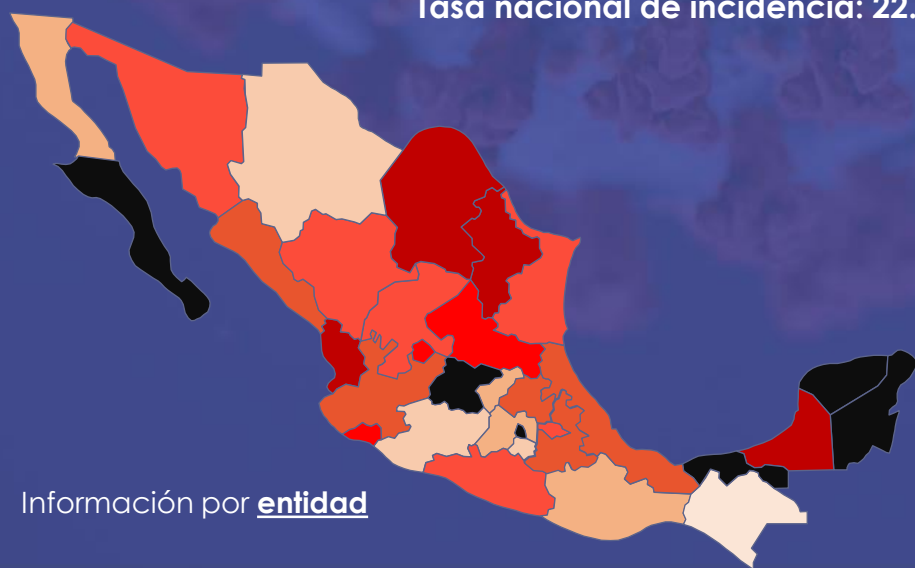 Tasa nacional de incidencia: 22.
Información por entidad